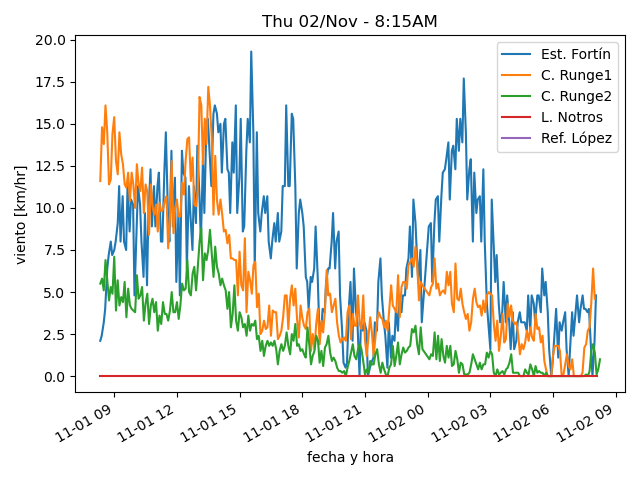 Thu 02/Nov - 8:15AM
20.0
17.5
15.0
12.5
10.0
7.5
5.0
2.5
0.0
viento [km/hr]
Est. Fortín
C. Runge1
C. Runge2
L. Notros
Ref. López
11-01 09
11-01 12
11-01 15
11-01 18
11-01 21
11-02 00
11-02 03
11-02 06
11-02 09
fecha y hora